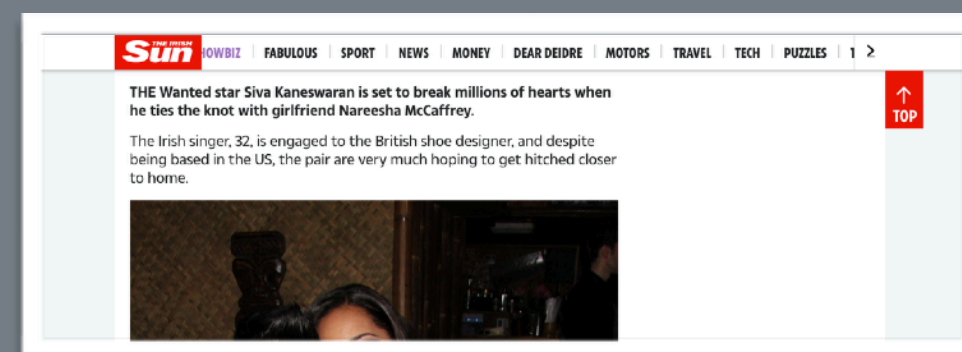 THE IRISH
Sun
HOWBIZ FABULOUS SPORT NEWS MONEY DEAR DEIDRE MOTORS TRAVEL TECH PUZZLES
THE Wanted star Siva Kaneswaran is set to break millions of hearts when
he ties the knot with girlfriend Nareesha McCaffrey.
TOP
The Irish singer, 32, is engaged to the British shoe designer, and despite
being based in the US, the pair are very much hoping to get hitched closer
to home.